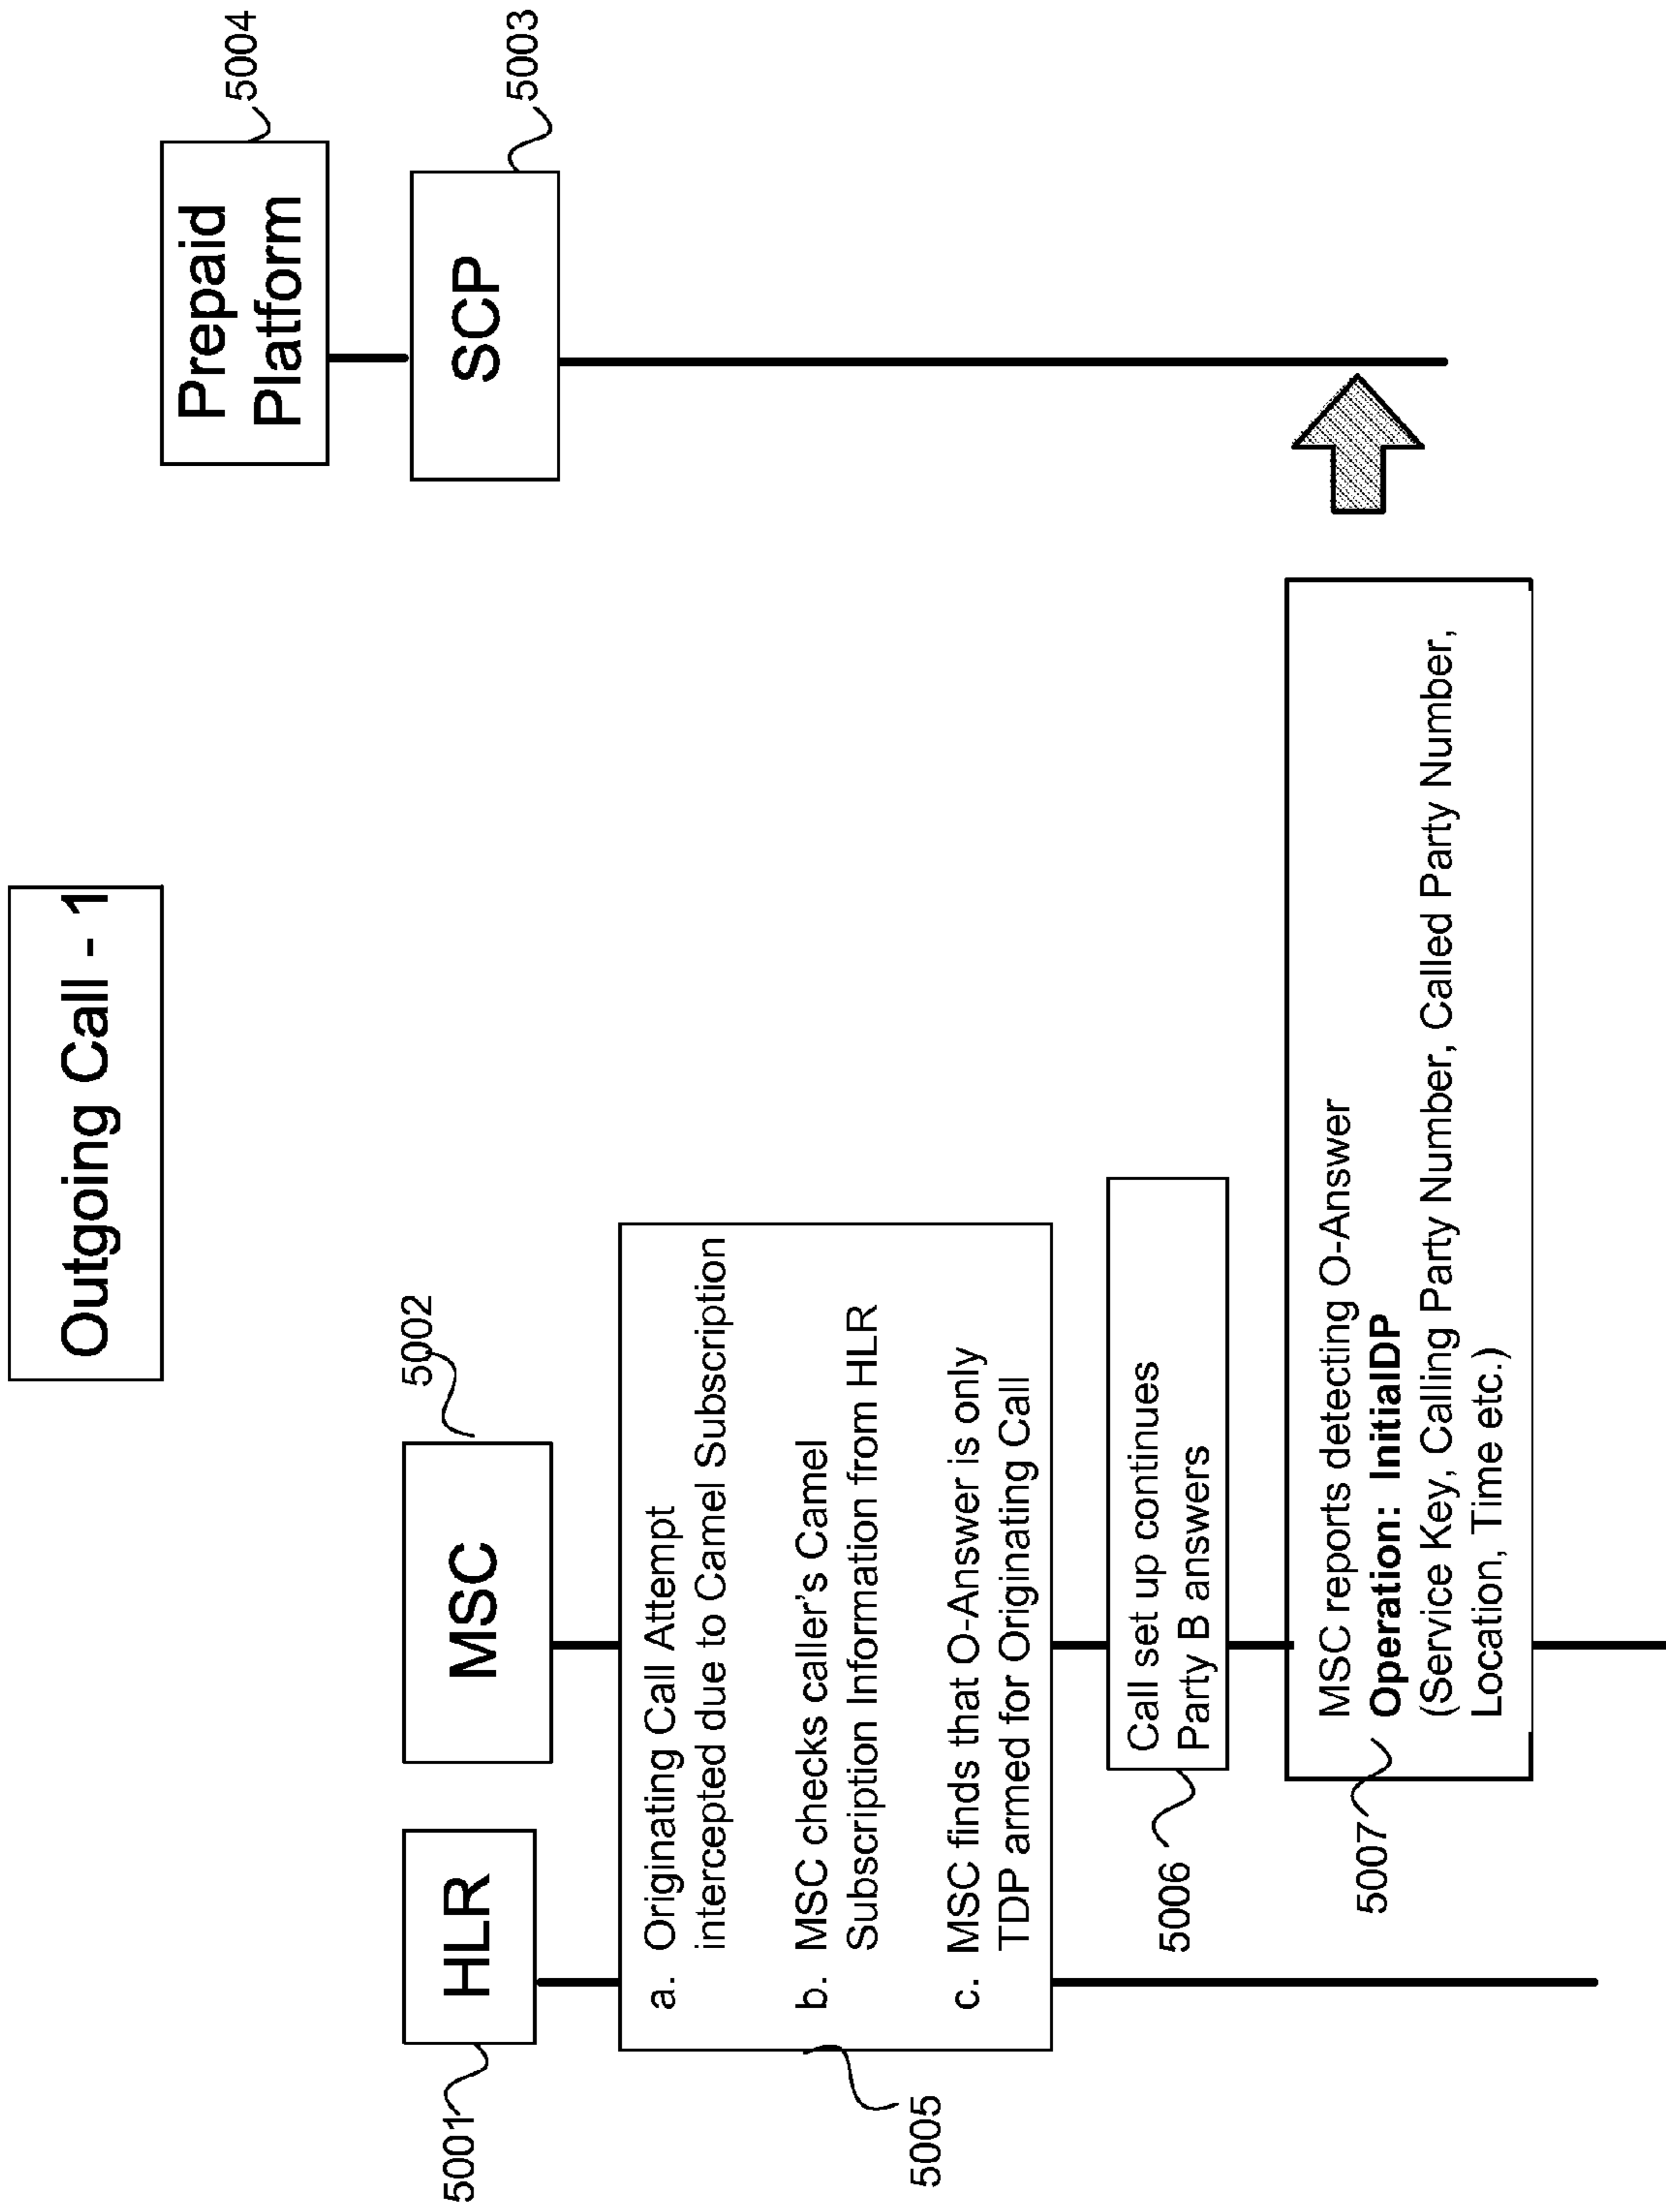 Outgoing Call - 1
5001
HLR
MSC
5002
Prepaid
Platform
5004
SCP
5003
5005
a. Originating Call Attempt
intercepted due to Camel Subscription
b. MSC checks caller's Camel
Subscription Information from HLR
c. MSC finds that O-Answer is only
TDP armed for Originating Call
5006
Call set up continues
Party B answers
5007
MSC reports detecting O-Answer
Operation: InitialDP
(Service Key, Calling Party Number, Called Party Number,
Location, Time etc.)